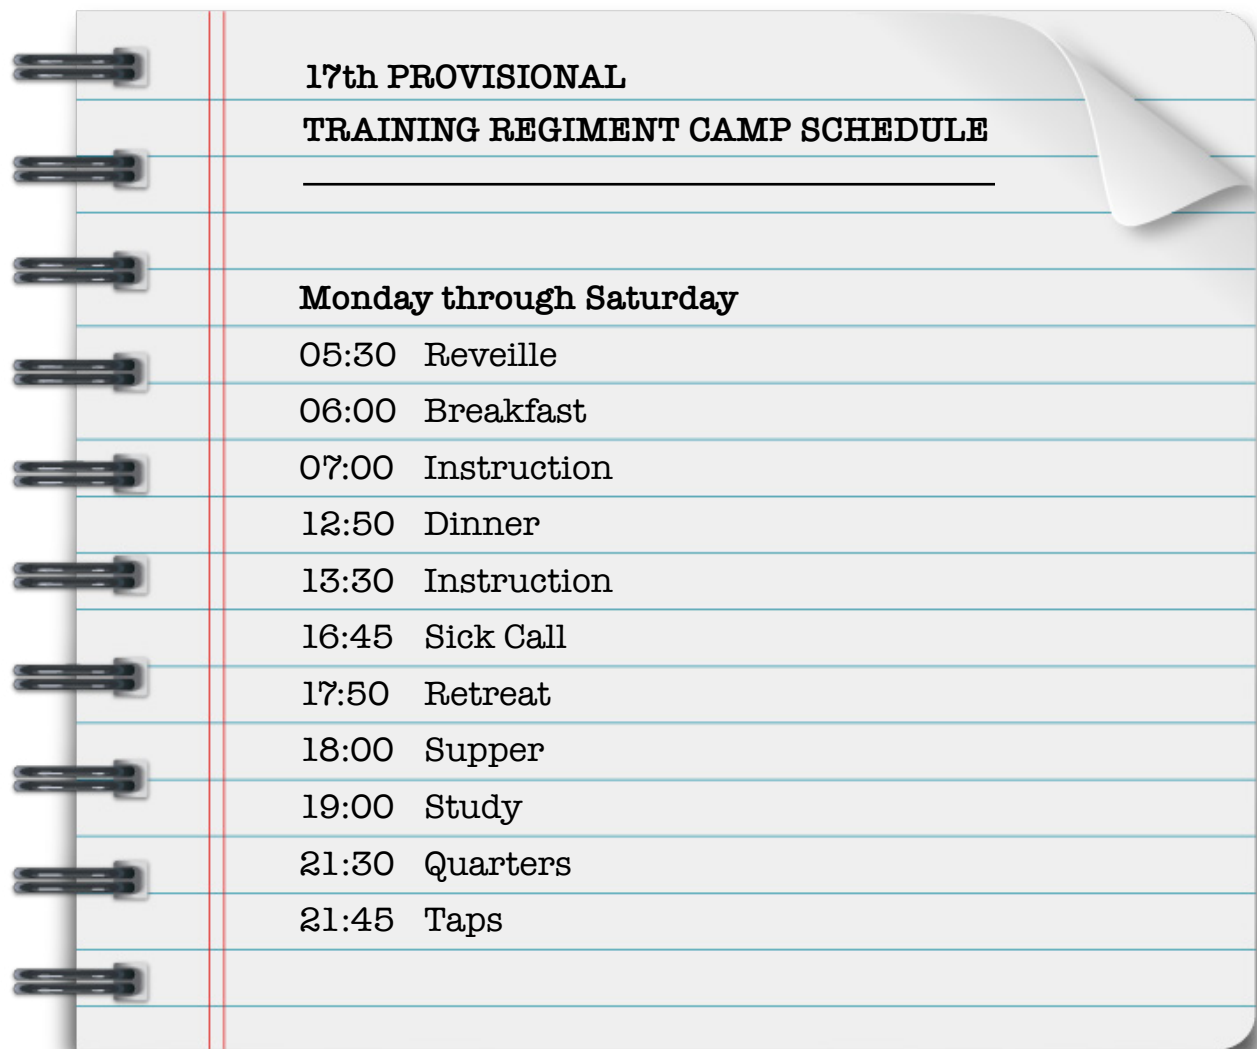 17th PROVISIONAL
TRAINING REGIMENT CAMP SCHEDULE
Monday through Saturday
05:30 Reveille
06:00 Breakfast
07:00 Instruction
12:50 Dinner
13:30 Instruction
16:45 Sick Call
17:50 Retreat
18:00 Supper
19:00 Study
21:30 Quarters
21:45 Taps